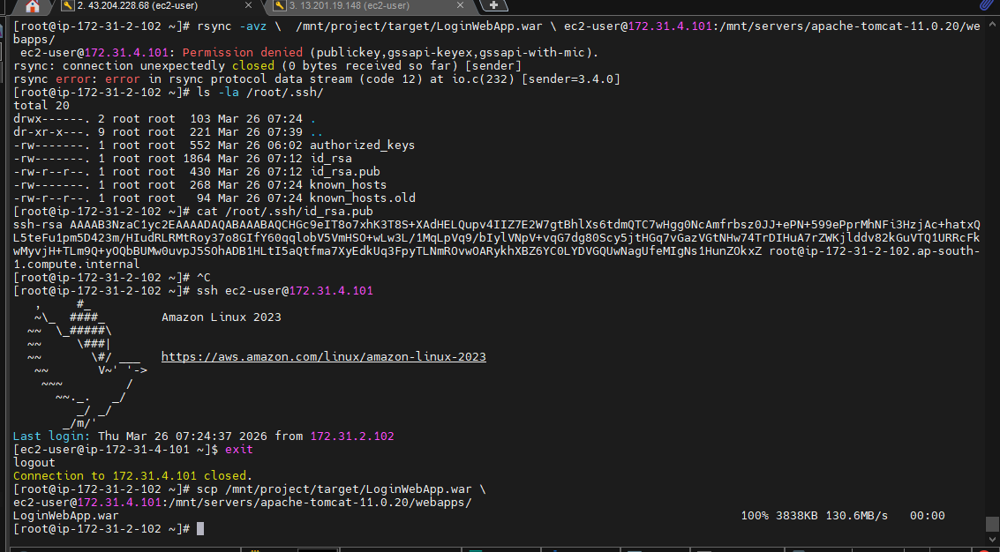 2. 43.204.228.68 (ec2-user)
3. 13.201.19.148 (ec2-user)
[root@ip-172-31-2-102 ~]# rsync -avz \  /mnt/project/target/LoginWebApp.war \ ec2-user@172.31.4.101:/mnt/servers/apache-tomcat-11.0.20/we
bapps/
 ec2-user@172.31.4.101: Permission denied (publickey,gssapi-keyex,gssapi-with-mic).
rsync: connection unexpectedly closed (0 bytes received so far) [sender]
rsync error: error in rsync protocol data stream (code 12) at io.c(232) [sender=3.4.0]
[root@ip-172-31-2-102 ~]# ls -la /root/.ssh/
total 20
drwx------. 2 root root  103 Mar 26 07:24 .
dr-xr-x---. 9 root root  221 Mar 26 07:39 ..
-rw-------. 1 root root  552 Mar 26 06:02 authorized_keys
-rw-------. 1 root root 1864 Mar 26 07:12 id_rsa
-rw-r--r--. 1 root root  430 Mar 26 07:12 id_rsa.pub
-rw-------. 1 root root  268 Mar 26 07:24 known_hosts
-rw-r--r--. 1 root root   94 Mar 26 07:24 known_hosts.old
[root@ip-172-31-2-102 ~]# cat /root/.ssh/id_rsa.pub
ssh-rsa AAAAB3NzaC1yc2EAAAADAQABAAABAQCHGc9eIT8o7xhK3T8S+XAdHELQupv4IIZ7E2W7gtBhlXs6tdmQTC7wHgg0NcAmfrbsz0JJ+ePN+599ePprMhNFi3HzjAc+hatxQ
L5teFu1pm5D423m/HIudRLRMtRoy37o8GIfY60qqlobV5VmHSO+wLw3L/1MqLpVq9/bIylVNpV+vqG7dg80Scy5jtHGq7vGazVGtNHw74TrDIHuA7rZWKjlddv82kGuVTQ1URRcFk
wMyvjH+TLm9Q+yOQbBUMw0uvpJ5SOhADB1HLtI5aQtfma7XyEdkUq3FpyTLNmROvwOARykhXBZ6YC0LYDVGQUwNagUfeMIgNs1HunZOkxZ root@ip-172-31-2-102.ap-south-
1.compute.internal
[root@ip-172-31-2-102 ~]# ^C
[root@ip-172-31-2-102 ~]# ssh ec2-user@172.31.4.101
Amazon Linux 2023
https://aws.amazon.com/linux/amazon-linux-2023
Last login: Thu Mar 26 07:24:37 2026 from 172.31.2.102
[ec2-user@ip-172-31-4-101 ~]$ exit
logout
Connection to 172.31.4.101 closed.
[root@ip-172-31-2-102 ~]# scp /mnt/project/target/LoginWebApp.war \
ec2-user@172.31.4.101:/mnt/servers/apache-tomcat-11.0.20/webapps/
LoginWebApp.war                                    100% 3838KB 130.6MB/s   00:00
[root@ip-172-31-2-102 ~]#